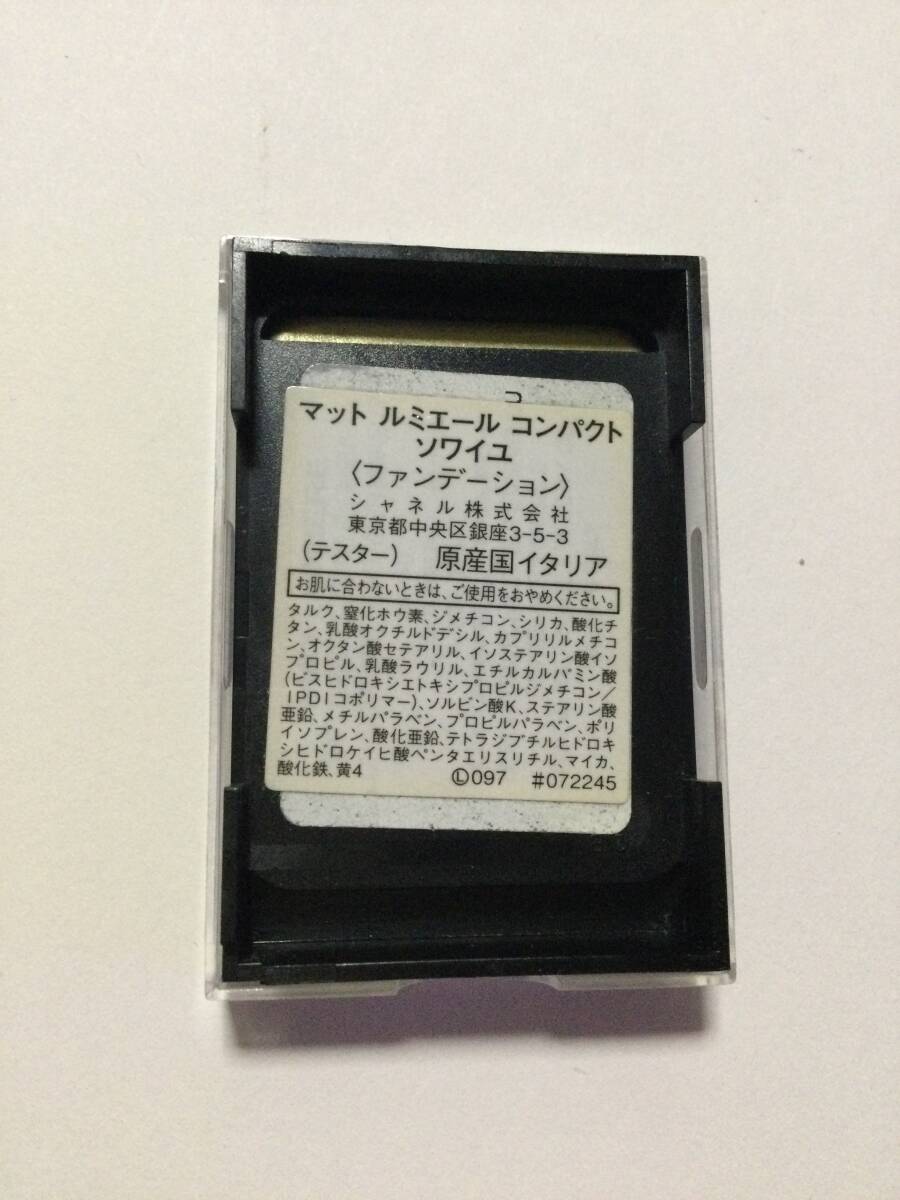 マット ルミエール コンパクト
ソワイユ
〈ファンデーション〉
シャネル株式会社
東京都中央区銀座3-5-3
(テスター) 原産国イタリア
お肌に合わないときは、ご使用をおやめください。
タルク、窒化ホウ素、ジメチコン、シリカ、酸化チ
タン、乳酸オクチルドデシル、カプリリルメチコ
ン、オクタン酸セテアリル、イソステアリン酸イソ
プロピル、乳酸ラウリル、エチルカルバミン酸
(ビスヒドロキシエトキシプロピルジメチコン/
IPDIコポリマー)、ソルビン酸K、ステアリン酸
亜鉛、メチルパラベン、プロピルパラベン、ポリ
イソプレン、酸化亜鉛、テトラジブチルヒドロキ
シヒドロケイヒ酸ペンタエリスリチル、マイカ、
酸化鉄、黄4 Ⓛ097 #072245